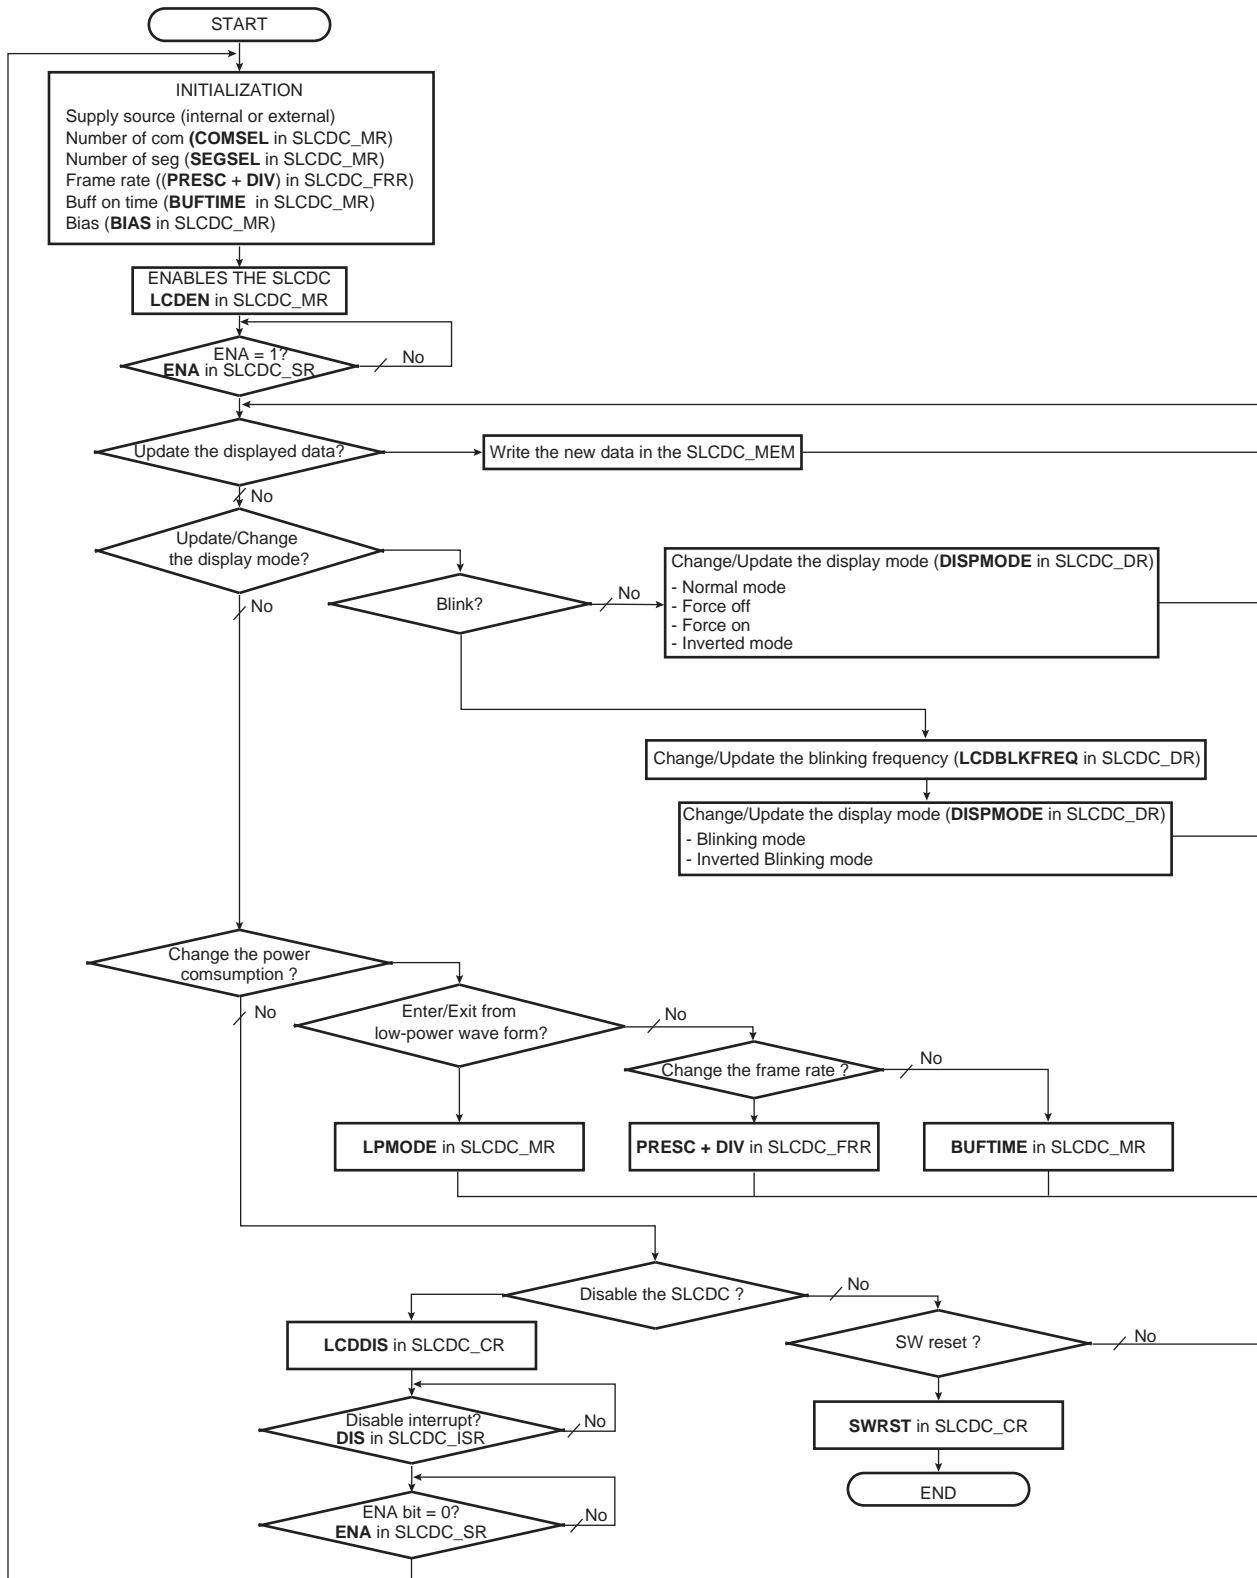 START
INITIALIZATION
Supply source (internal or external)
Number of com (COMSEL in SLCDC_MR)
Number of seg (SEGSEL in SLCDC_MR)
Frame rate ((PRESC + DIV) in SLCDC_FRR)
Buff on time (BUFTIME in SLCDC_MR)
Bias (BIAS in SLCDC_MR)
ENABLES THE SLCDC
LCDEN in SLCDC_MR
ENA = 1?
ENA in SLCDC_SR
No
Update the displayed data?
Write the new data in the SLCDC_MEM
No
Update/Change
the display mode?
No
Blink?
No
Change/Update the display mode (DISPMODE in SLCDC_DR)
- Normal mode
- Force off
- Force on
- Inverted mode
Change/Update the blinking frequency (LCDBLKFREQ in SLCDC_DR)
Change/Update the display mode (DISPMODE in SLCDC_DR)
- Blinking mode
- Inverted Blinking mode
Change the power
comsumption ?
No
Enter/Exit from
low-power wave form?
No
Change the frame rate ?
No
LPMODE in SLCDC_MR
PRESC + DIV in SLCDC_FRR
BUFTIME in SLCDC_MR
Disable the SLCDC ?
No
LCDDIS in SLCDC_CR
SW reset ?
No
Disable interrupt?
DIS in SLCDC_ISR
No
SWRST in SLCDC_CR
END
ENA bit = 0?
ENA in SLCDC_SR
No